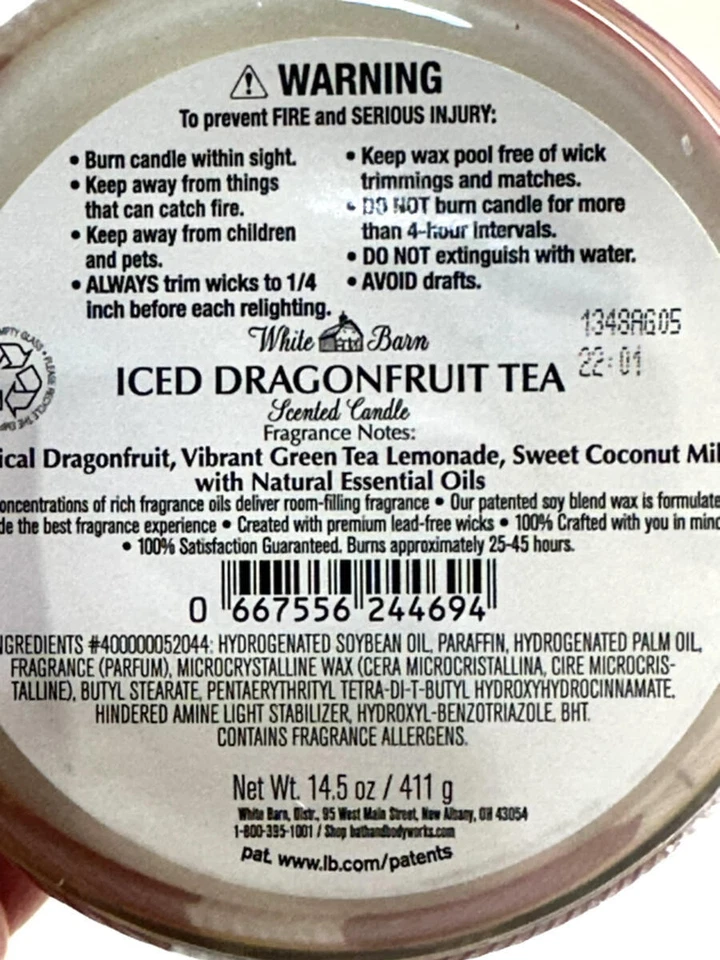 ⚠ WARNING
To prevent FIRE and SERIOUS INJURY:
• Burn candle within sight.
• Keep away from things
that can catch fire.
• Keep away from children
and pets.
• ALWAYS trim wicks to 1/4
inch before each relighting.
• Keep wax pool free of wick
trimmings and matches.
• DO NOT burn candle for more
than 4-hour intervals.
• DO NOT extinguish with water.
• AVOID drafts.
1348AG05
22:01
White Barn
ICED DRAGONFRUIT TEA
Scented Candle
Fragrance Notes:
ical Dragonfruit, Vibrant Green Tea Lemonade, Sweet Coconut Mil
with Natural Essential Oils
oncentrations of rich fragrance oils deliver room-filling fragrance • Our patented soy blend wax is formulate
de the best fragrance experience • Created with premium lead-free wicks • 100% Crafted with you in mind
• 100% Satisfaction Guaranteed. Burns approximately 25-45 hours.
0 667556 244694
NGREDIENTS #400000052044: HYDROGENATED SOYBEAN OIL, PARAFFIN, HYDROGENATED PALM OIL,
FRAGRANCE (PARFUM), MICROCRYSTALLINE WAX (CERA MICROCRISTALLINA, CIRE MICROCRIS-
TALLINE), BUTYL STEARATE, PENTAERYTHRITYL TETRA-DI-T-BUTYL HYDROXYHYDROCINNAMATE,
HINDERED AMINE LIGHT STABILIZER, HYDROXYL-BENZOTRIAZOLE, BHT.
CONTAINS FRAGRANCE ALLERGENS.
Net Wt. 14.5 oz / 411 g
White Barn, Distr., 95 West Main Street, New Albany, OH 43054
1-800-395-1001 / Shop bathandbodyworks.com
pat. www.lb.com/patents